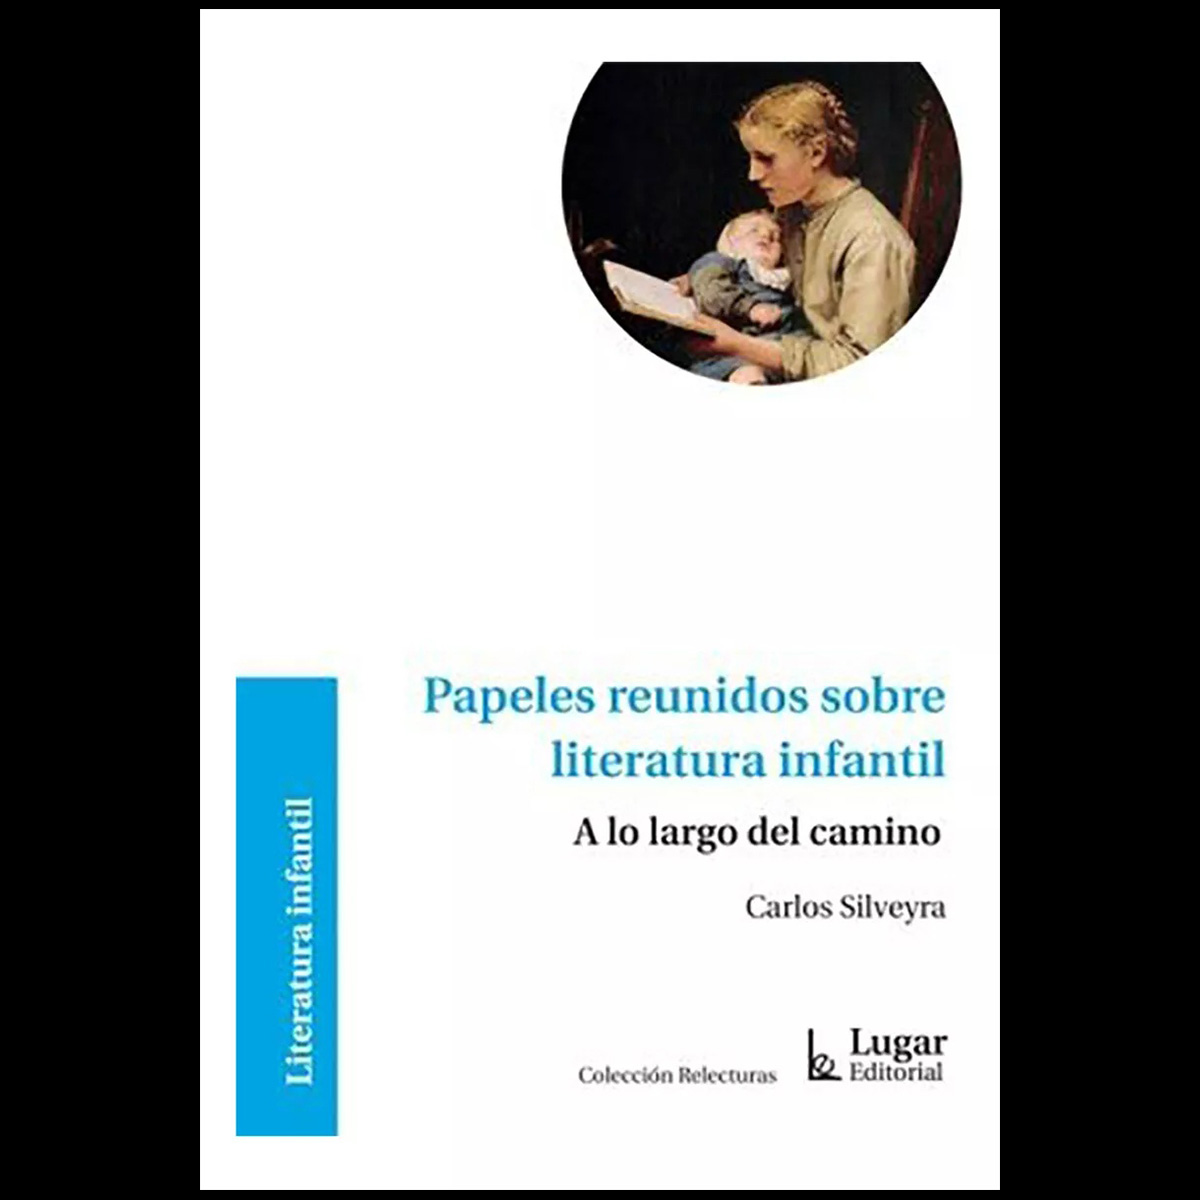 Papeles reunidos sobre
literatura infantil
A lo largo del camino
Carlos Silveyra
Literatura infantil
Colección Relecturas
Lugar
Editorial